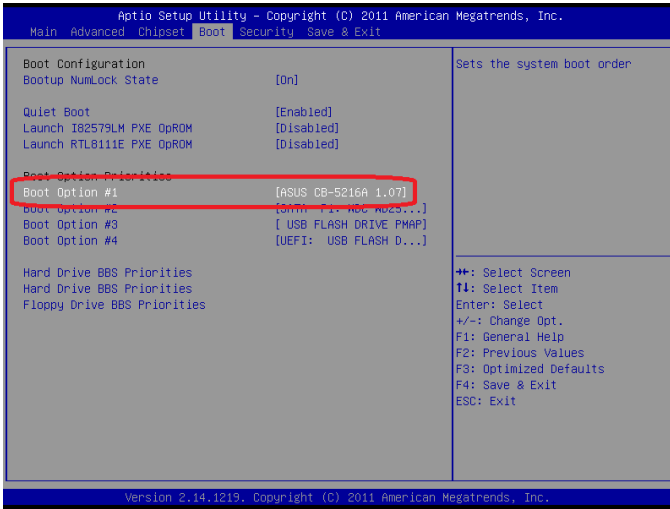 Aptio Setup Utility – Copyright (C) 2011 American Megatrends, Inc.
Main Advanced Chipset Boot Security Save & Exit
Boot Configuration
Bootup NumLock State [On]
Quiet Boot [Enabled]
Launch I82579LM PXE OpROM [Disabled]
Launch RTL8111E PXE OpROM [Disabled]
Boot Option Priorities
Boot Option #1 [ASUS CB-5216A 1.07]
Boot Option #2 [SATA P1: WDC WD25...]
Boot Option #3 [ USB FLASH DRIVE PMAP]
Boot Option #4 [UEFI: USB FLASH D...]
Hard Drive BBS Priorities
Hard Drive BBS Priorities
Floppy Drive BBS Priorities
Sets the system boot order
→←: Select Screen
↑↓: Select Item
Enter: Select
+/-: Change Opt.
F1: General Help
F2: Previous Values
F3: Optimized Defaults
F4: Save & Exit
ESC: Exit
Version 2.14.1219. Copyright (C) 2011 American Megatrends, Inc.